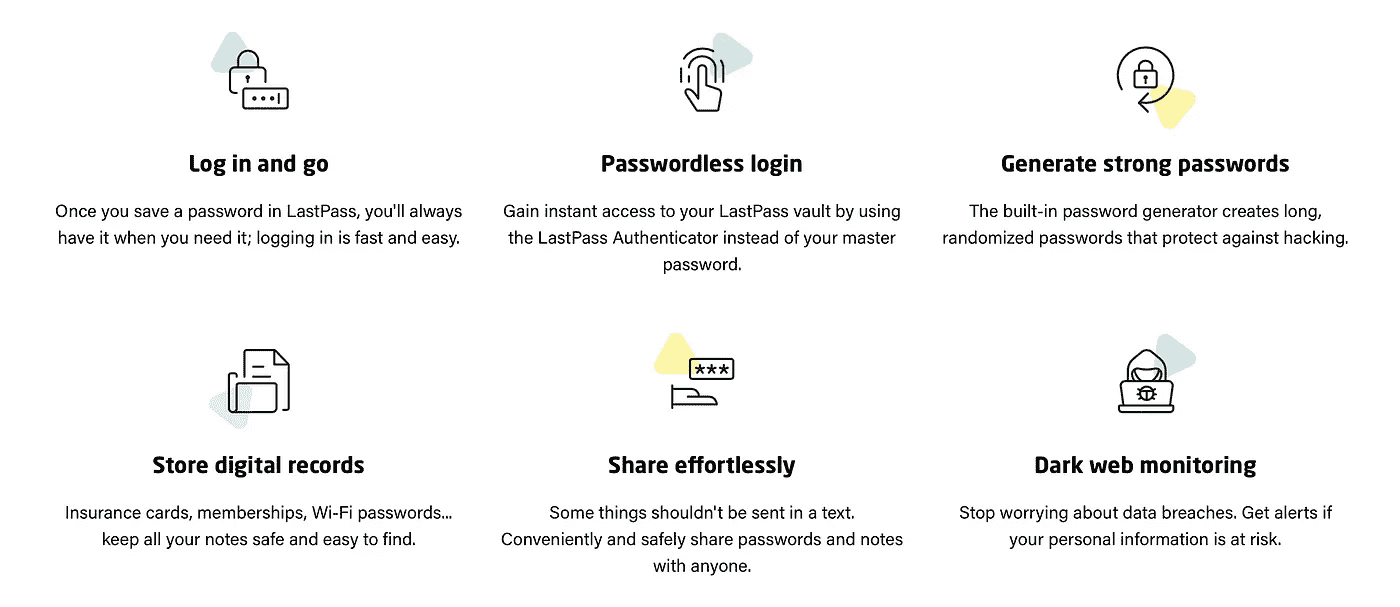 Log in and go
Once you save a password in LastPass, you'll always
have it when you need it; logging in is fast and easy.
Passwordless login
Gain instant access to your LastPass vault by using
the LastPass Authenticator instead of your master
password.
Generate strong passwords
The built-in password generator creates long,
randomized passwords that protect against hacking.
Store digital records
Insurance cards, memberships, Wi-Fi passwords...
keep all your notes safe and easy to find.
***
Share effortlessly
Some things shouldn't be sent in a text.
Conveniently and safely share passwords and notes
with anyone.
Dark web monitoring
Stop worrying about data breaches. Get alerts if
your personal information is at risk.